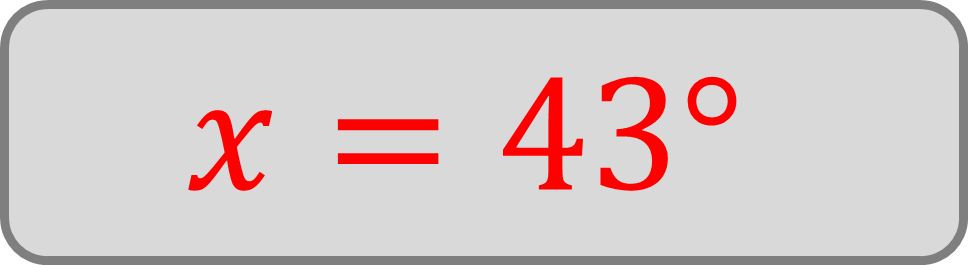 x = 43°